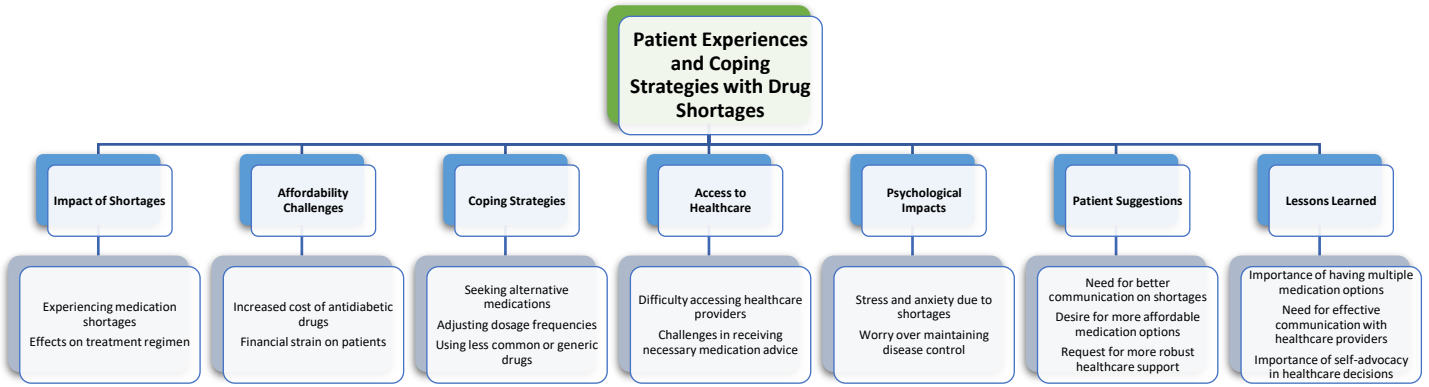 Patient Experiences
and Coping
Strategies with Drug
Shortages
Impact of Shortages
Affordability
Challenges
Coping Strategies
Access to
Healthcare
Psychological
Impacts
Patient Suggestions
Lessons Learned
Experiencing medication
shortages
Effects on treatment regimen
Increased cost of antidiabetic
drugs
Financial strain on patients
Seeking alternative
medications
Adjusting dosage frequencies
Using less common or generic
drugs
Difficulty accessing healthcare
providers
Challenges in receiving
necessary medication advice
Stress and anxiety due to
shortages
Worry over maintaining
disease control
Need for better
communication on shortages
Desire for more affordable
medication options
Request for more robust
healthcare support
Importance of having multiple
medication options
Need for effective
communication with
healthcare providers
Importance of self-advocacy
in healthcare decisions